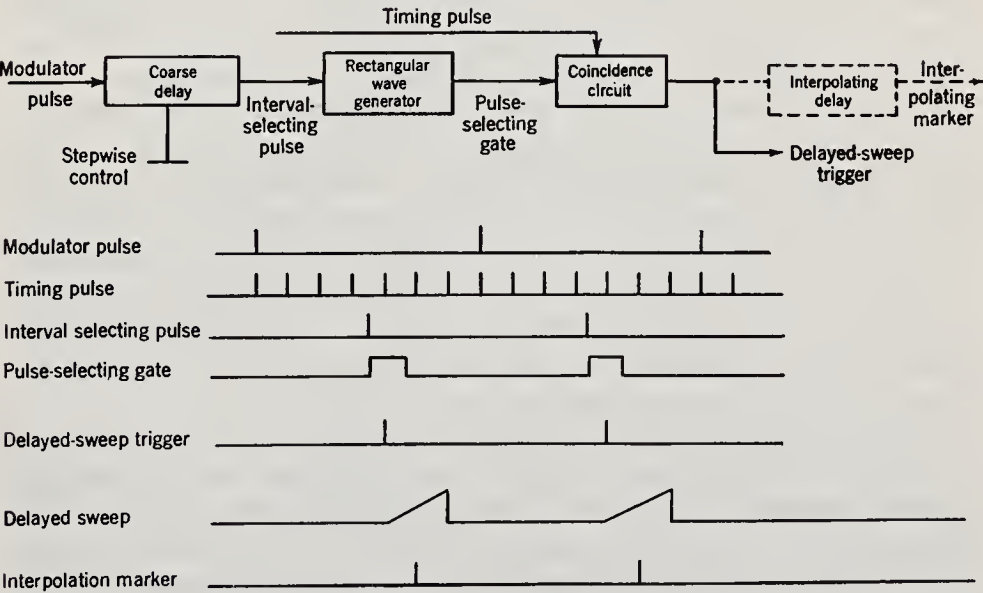 Timing pulse
Modulator
pulse
Coarse
delay
Interval-
selecting
pulse
Rectangular
wave
generator
Pulse-
selecting
gate
Coincidence
circuit
Interpolating
delay
Inter-
polating
marker
Stepwise
control
Delayed-sweep
trigger
Modulator pulse
Timing pulse
Interval selecting pulse
Pulse-selecting gate
Delayed-sweep trigger
Delayed sweep
Interpolation marker